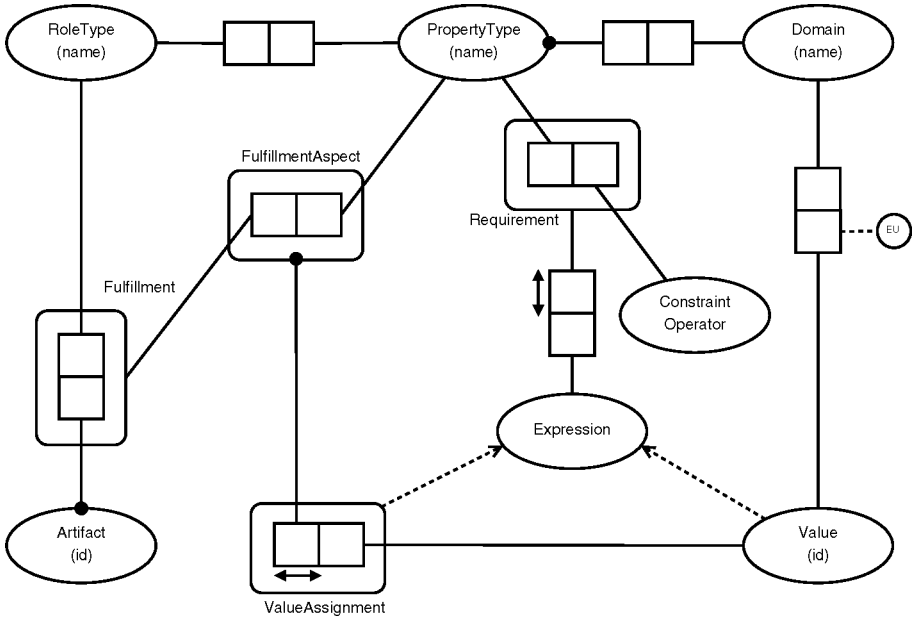 RoleType
(name)
PropertyType
(name)
Domain
(name)
FulfillmentAspect
Requirement
EU
Fulfillment
Constraint
Operator
Expression
Artifact
(id)
Value
(id)
ValueAssignment